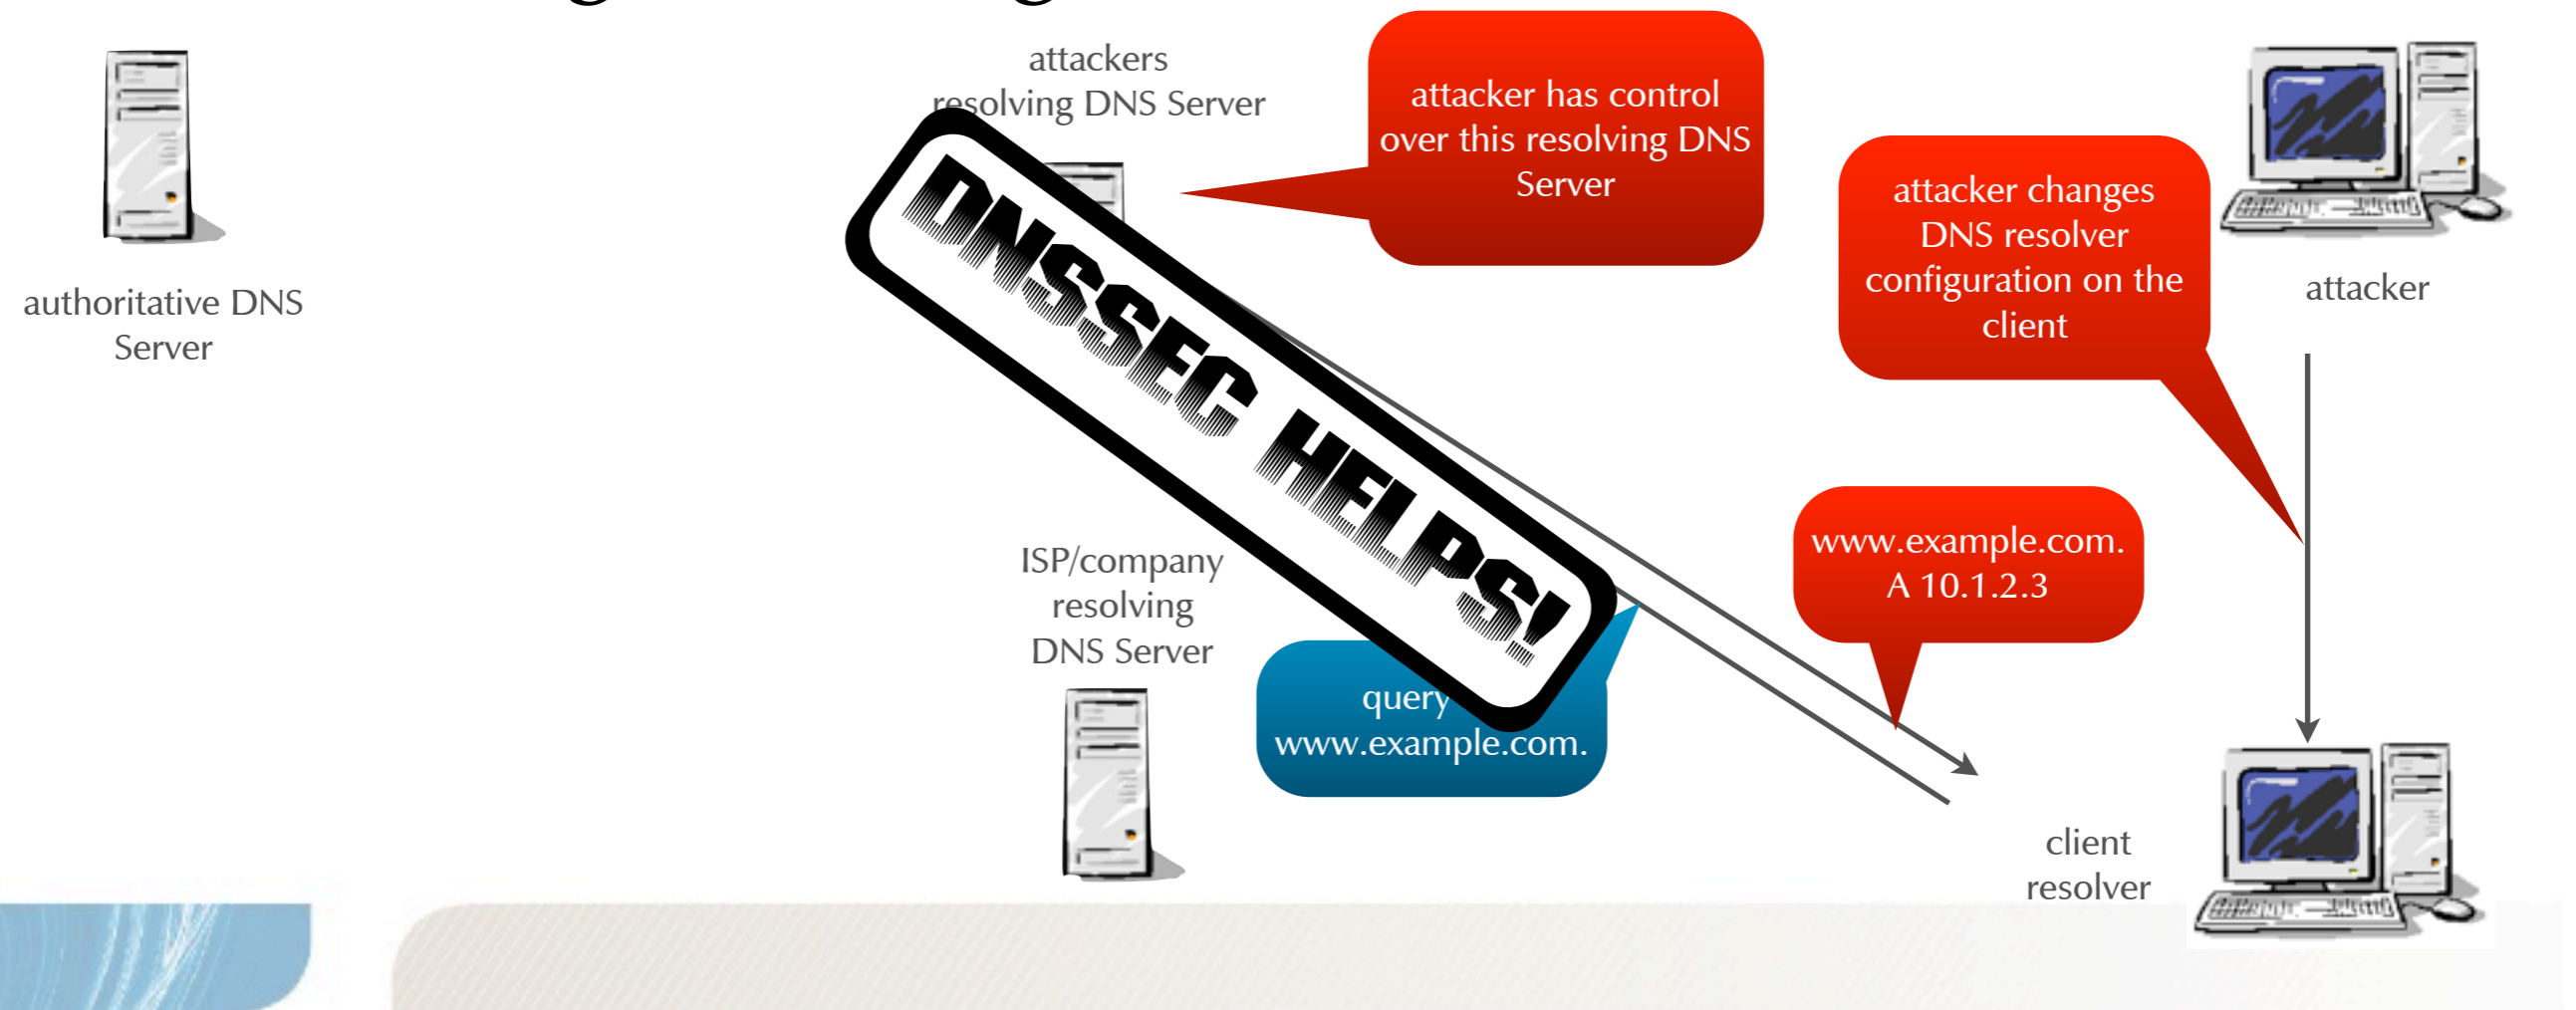 attackers
resolving DNS Server
attacker has control
over this resolving DNS
Server
attacker changes
DNS resolver
configuration on the
client
attacker
authoritative DNS
Server
DNSSEC HELPS!
www.example.com.
A 10.1.2.3
ISP/company
resolving
DNS Server
query
www.example.com.
client
resolver